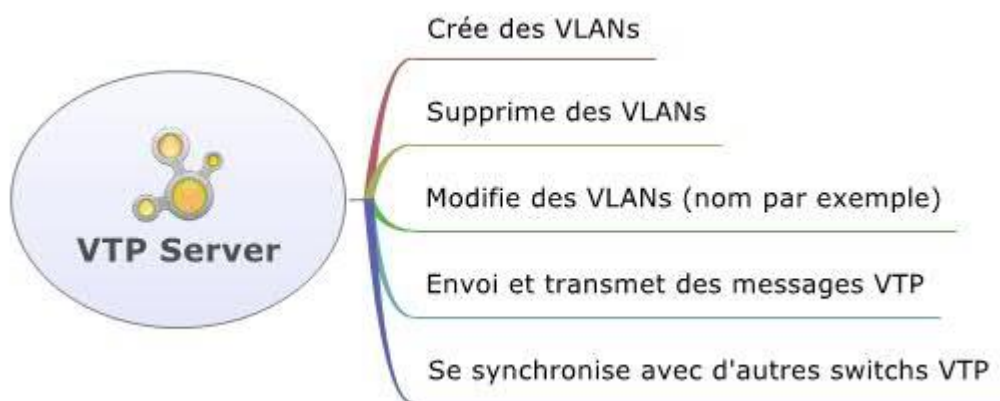 Crée des VLANs
Supprime des VLANs
Modifie des VLANs (nom par exemple)
VTP Server
Envoi et transmet des messages VTP
Se synchronise avec d'autres switchs VTP